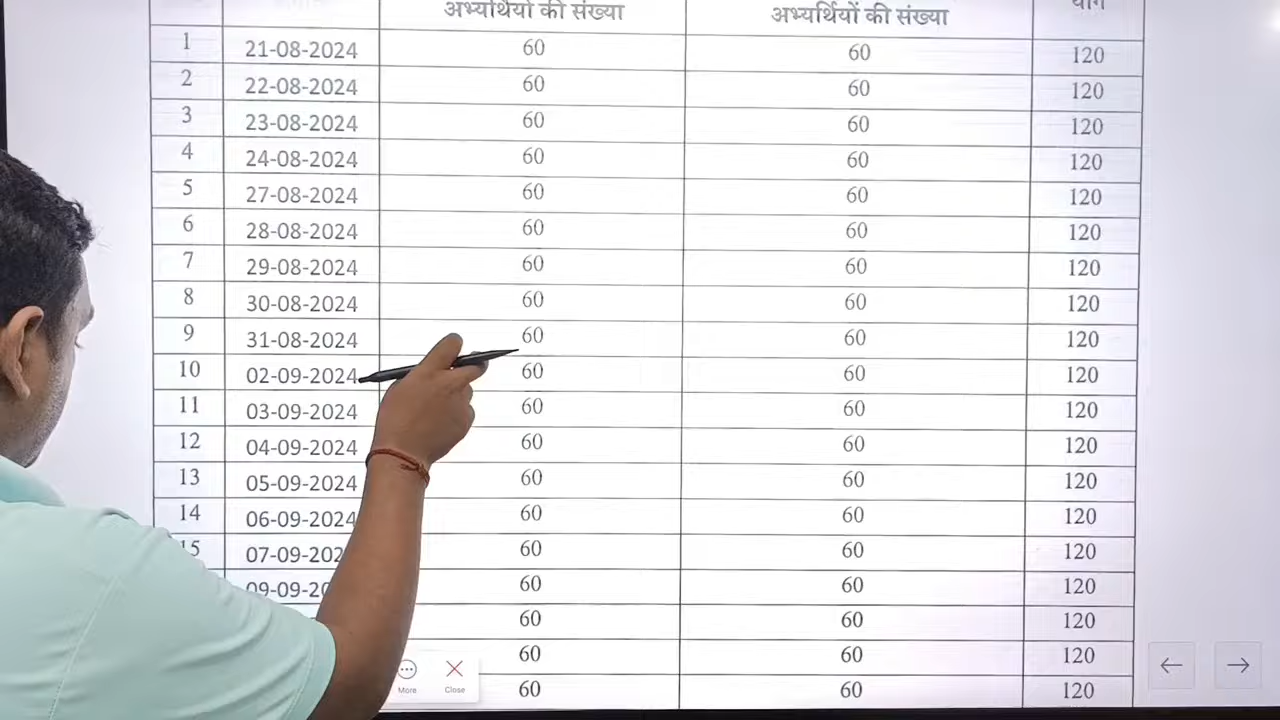 अभ्यर्थियों की संख्या अभ्यर्थियों की संख्या योग
1 21-08-2024 60 60 120
2 22-08-2024 60 60 120
3 23-08-2024 60 60 120
4 24-08-2024 60 60 120
5 27-08-2024 60 60 120
6 28-08-2024 60 60 120
7 29-08-2024 60 60 120
8 30-08-2024 60 60 120
9 31-08-2024 60 60 120
10 02-09-2024 60 60 120
11 03-09-2024 60 60 120
12 04-09-2024 60 60 120
13 05-09-2024 60 60 120
14 06-09-2024 60 60 120
15 07-09-202 60 60 120
09-09-20 60 60 120
60 60 120
60 60 120
60 60 120
More Close